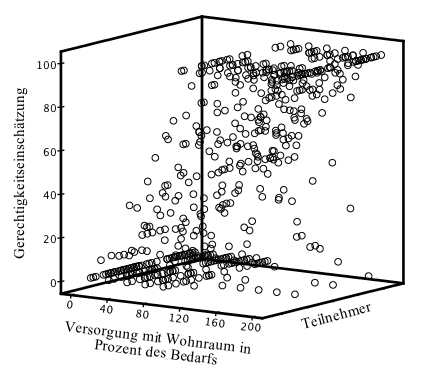 Gerechtigkeitseinschätzung
100
80
60
40
20
0
0 40 80 120 160 200
Versorgung mit Wohnraum in
Prozent des Bedarfs
Teilnehmer